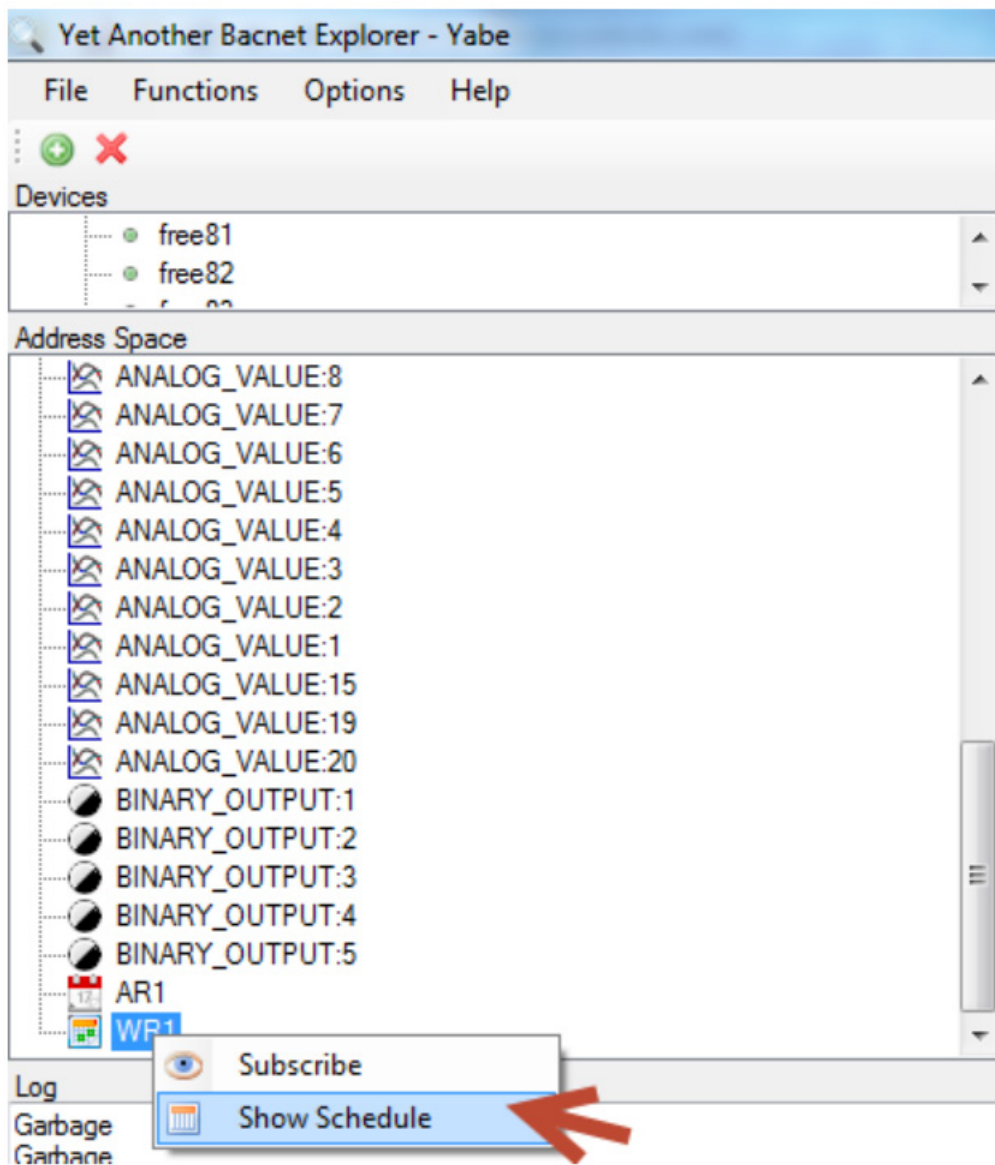 Yet Another Bacnet Explorer - Yabe
File Functions Options Help
Devices
free81
free82
Address Space
ANALOG_VALUE:8
ANALOG_VALUE:7
ANALOG_VALUE:6
ANALOG_VALUE:5
ANALOG_VALUE:4
ANALOG_VALUE:3
ANALOG_VALUE:2
ANALOG_VALUE:1
ANALOG_VALUE:15
ANALOG_VALUE:19
ANALOG_VALUE:20
BINARY_OUTPUT:1
BINARY_OUTPUT:2
BINARY_OUTPUT:3
BINARY_OUTPUT:4
BINARY_OUTPUT:5
AR1
WR1
Subscribe
Show Schedule
Log
Garbage
Garbage